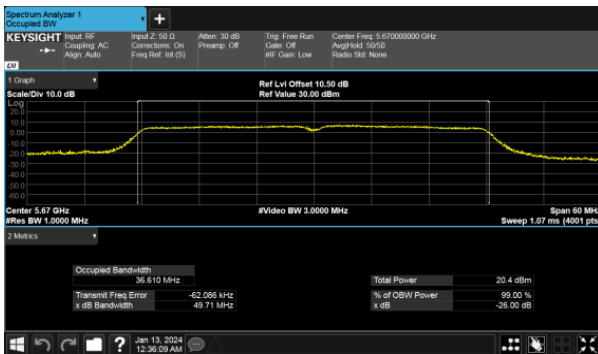 Spectrum Analyzer 1
Occupied BW
+
KEYSIGHT Input: RF Input Z: 50 Ω Atten: 30 dB Trig: Free Run Center Freq: 5.670000000 GHz
Coupling: AC Corrections: On Preamp: Off Gate: Off Avg|Hold: 50/50
Align: Auto Freq Ref: Int (S) #IF Gain: Low Radio Std: None
LXI
1 Graph
Ref Lvl Offset 10.50 dB
Scale/Div 10.0 dB Ref Value 30.00 dBm
Log
20.0
10.0
0.00
-10.0
-20.0
-30.0
-40.0
-50.0
-60.0
Center 5.67 GHz #Video BW 3.0000 MHz Span 60 MHz
#Res BW 1.0000 MHz Sweep 1.07 ms (4001 pts
2 Metrics
Occupied Bandwidth
36.610 MHz Total Power 20.4 dBm
Transmit Freq Error -62.086 kHz % of OBW Power 99.00 %
x dB Bandwidth 49.71 MHz x dB -26.00 dB
?
Jan 13, 2024
12:36:09 AM